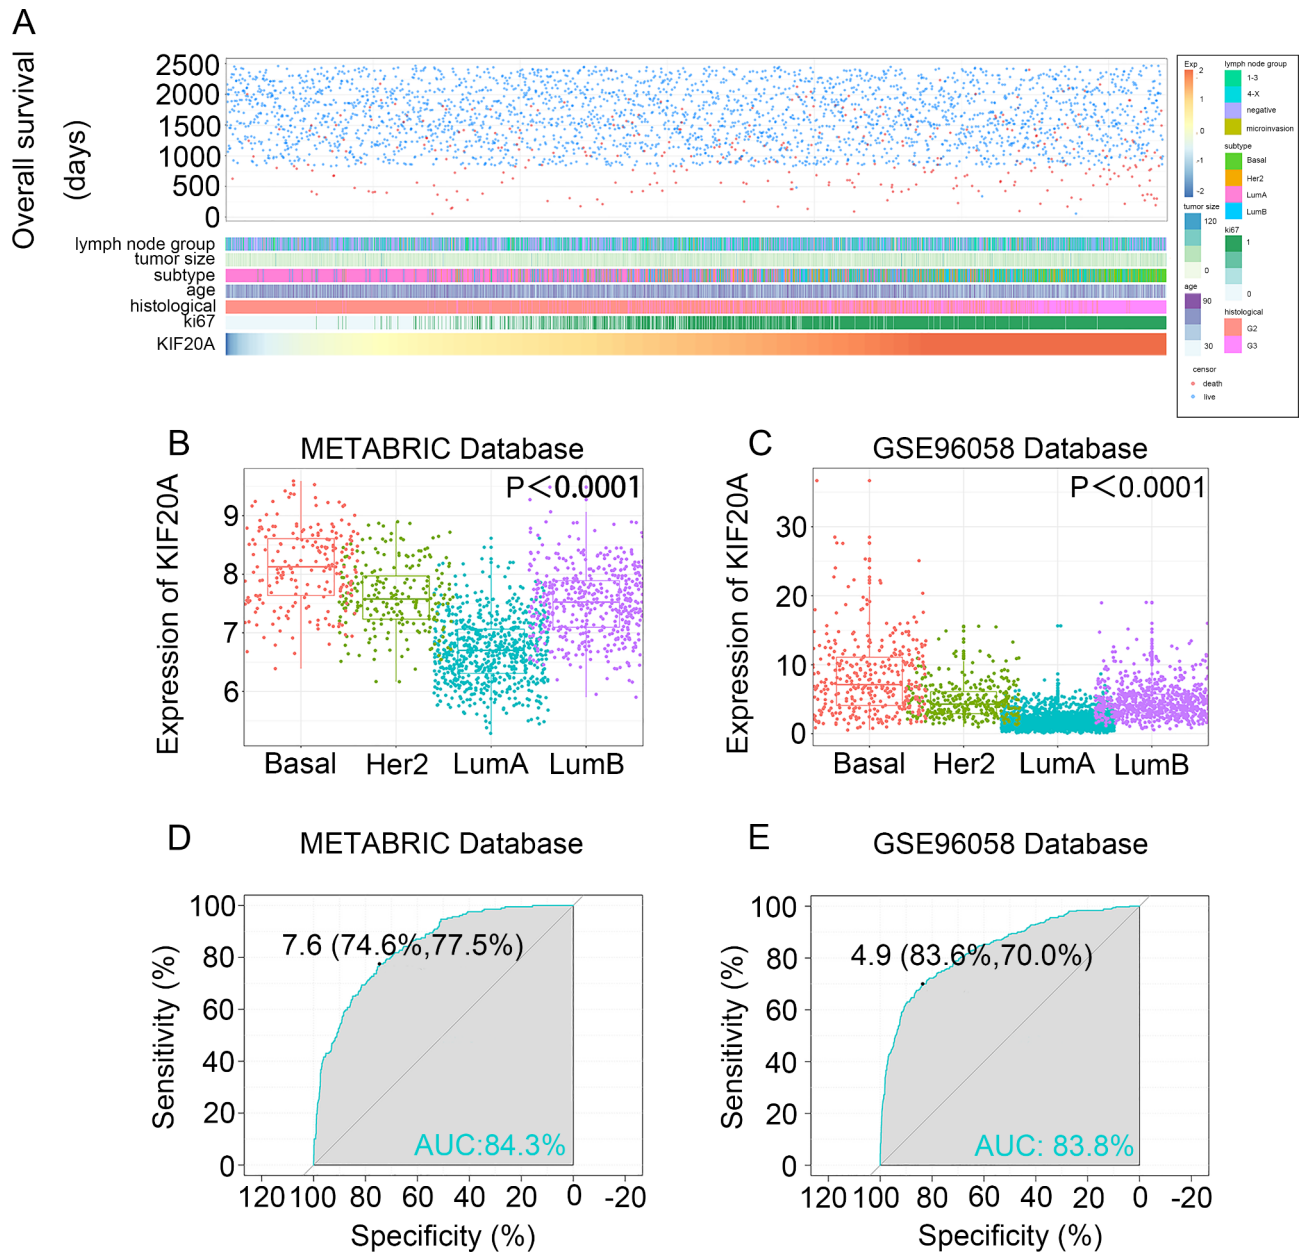 A
Overall survival
(days)
2500
2000
1500
1000
500
0
lymph node group
tumor size
subtype
age
histological
ki67
KIF20A
Exp
2
1
0
-1
-2
tumor size
120
0
age
90
30
lymph node group
1-3
4-X
negative
microinvasion
subtype
Basal
Her2
LumA
LumB
ki67
1
0
histological
G2
G3
censor
death
live
B
METABRIC Database
P<0.0001
Expression of KIF20A
9
8
7
6
Basal Her2 LumA LumB
C
GSE96058 Database
P<0.0001
Expression of KIF20A
30
20
10
0
Basal Her2 LumA LumB
D
METABRIC Database
Sensitivity (%)
100
80
60
40
20
0
7.6 (74.6%,77.5%)
AUC:84.3%
120 100 80 60 40 20 0 -20
Specificity (%)
E
GSE96058 Database
Sensitivity (%)
100
80
60
40
20
0
4.9 (83.6%,70.0%)
AUC: 83.8%
120 100 80 60 40 20 0 -20
Specificity (%)